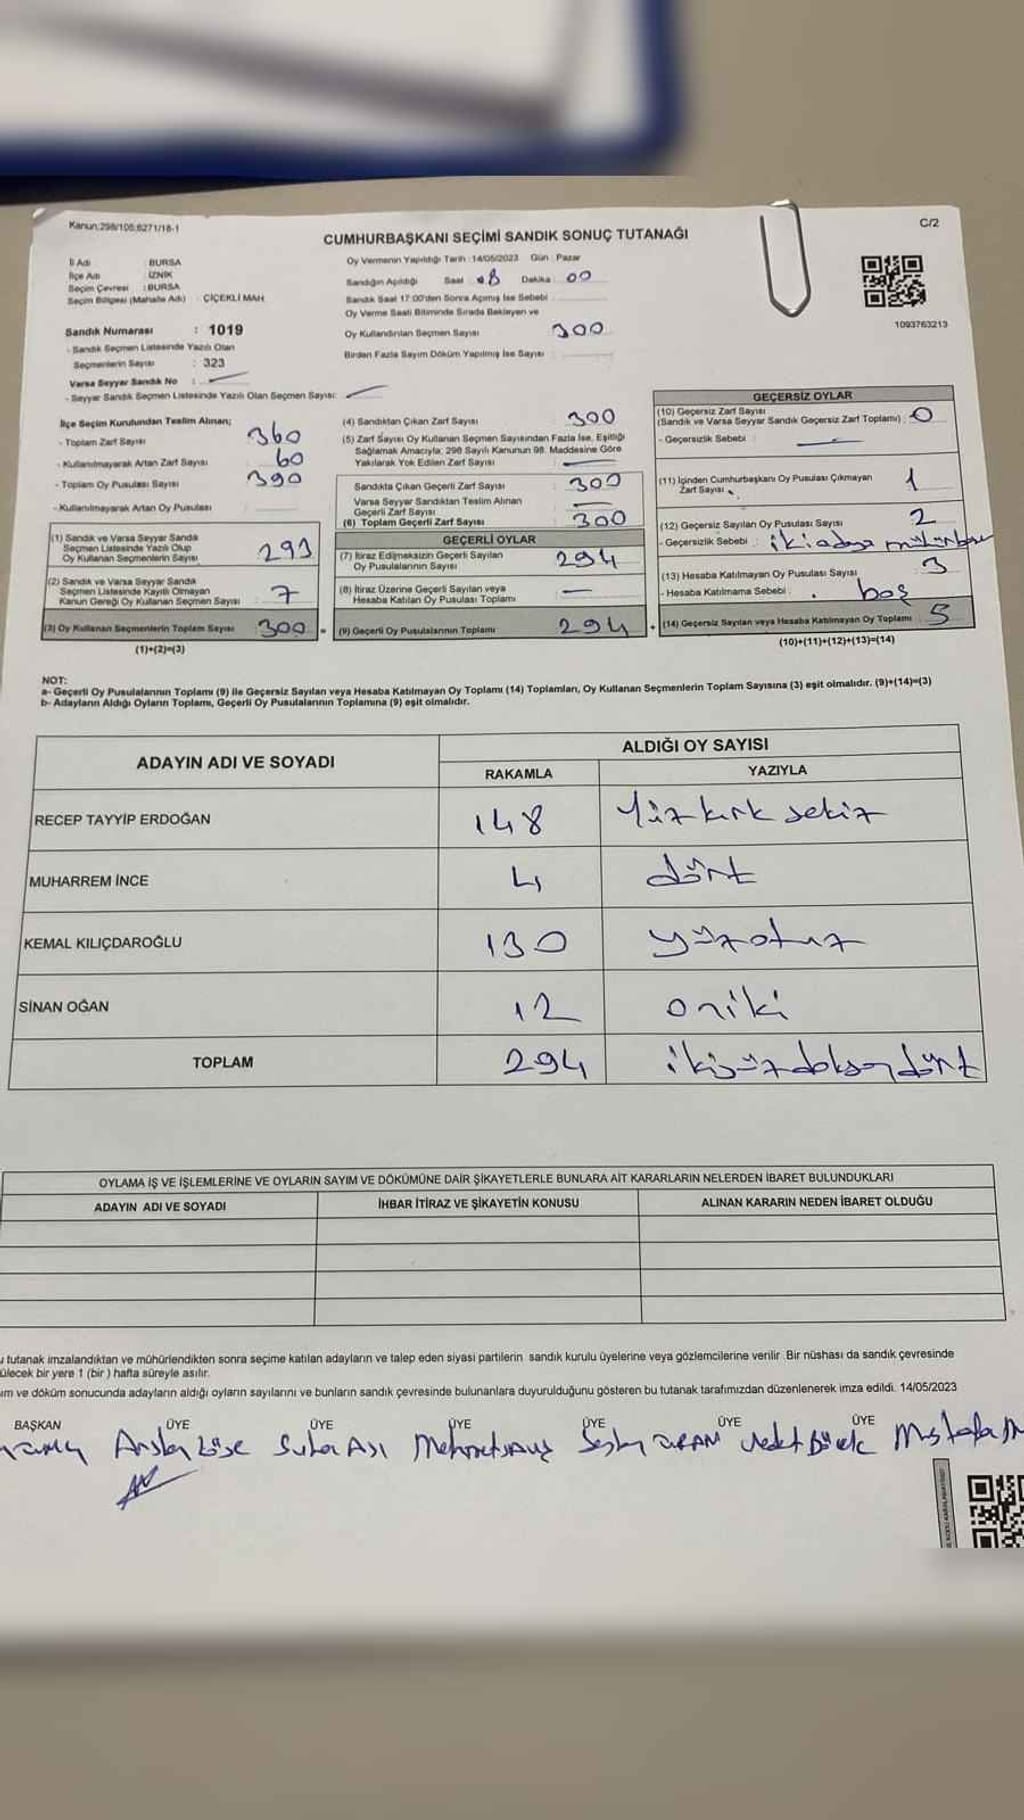 Kanun:298/105;6271/18-1
C/2
CUMHURBAŞKANI SEÇİMİ SANDIK SONUÇ TUTANAĞI
İl Adı : BURSA
İlçe Adı : İZNİK
Seçim Çevresi : BURSA
Seçim Bölgesi (Mahalle Adı) : ÇİÇEKLİ MAH
Sandık Numarası : 1019
- Sandık Seçmen Listesinde Yazılı Olan
Seçmenlerin Sayısı : 323
Varsa Seyyar Sandık No :
- Seyyar Sandık Seçmen Listesinde Yazılı Olan Seçmen Sayısı:
Oy Vermenin Yapıldığı Tarih :14/05/2023 Gün : Pazar
Sandığın Açıldığı Saat : 08 Dakika : 00
Sandık Saat 17:00'den Sonra Açılmış İse Sebebi :
Oy Verme Saati Bitiminde Sırada Bekleyen ve
Oy Kullandırılan Seçmen Sayısı : 300
Birden Fazla Sayım Döküm Yapılmış İse Sayısı :
1093763213
İlçe Seçim Kurulundan Teslim Alınan;
- Toplam Zarf Sayısı : 360
- Kullanılmayarak Artan Zarf Sayısı : 60
- Toplam Oy Pusulası Sayısı : 390
- Kullanılmayarak Artan Oy Pusulası :
(1) Sandık ve Varsa Seyyar Sandık
Seçmen Listesinde Yazılı Olup
Oy Kullanan Seçmenlerin Sayısı : 293
(2) Sandık ve Varsa Seyyar Sandık
Seçmen Listesinde Kayıtlı Olmayan
Kanun Gereği Oy Kullanan Seçmen Sayısı : 7
(3) Oy Kullanan Seçmenlerin Toplam Sayısı : 300
(1)+(2)=(3)
(4) Sandıktan Çıkan Zarf Sayısı : 300
(5) Zarf Sayısı Oy Kullanan Seçmen Sayısından Fazla İse, Eşitliği
Sağlamak Amacıyla; 298 Sayılı Kanunun 98. Maddesine Göre
Yakılarak Yok Edilen Zarf Sayısı :
Sandıkta Çıkan Geçerli Zarf Sayısı : 300
Varsa Seyyar Sandıktan Teslim Alınan
Geçerli Zarf Sayısı :
(6) Toplam Geçerli Zarf Sayısı : 300
GEÇERLİ OYLAR
(7) İtiraz Edilmeksizin Geçerli Sayılan
Oy Pusulalarının Sayısı : 294
(8) İtiraz Üzerine Geçerli Sayılan veya
Hesaba Katılan Oy Pusulası Toplamı : —
(9) Geçerli Oy Pusulalarının Toplamı : 294
GEÇERSİZ OYLAR
(10) Geçersiz Zarf Sayısı
(Sandık ve Varsa Seyyar Sandık Geçersiz Zarf Toplamı) : 0
- Geçersizlik Sebebi : —
(11) İçinden Cumhurbaşkanı Oy Pusulası Çıkmayan
Zarf Sayısı : 1
(12) Geçersiz Sayılan Oy Pusulası Sayısı : 2
- Geçersizlik Sebebi : iki adaya
(13) Hesaba Katılmayan Oy Pusulası Sayısı : 3
- Hesaba Katılmama Sebebi : boş
(14) Geçersiz Sayılan veya Hesaba Katılmayan Oy Toplamı : 5
(10)+(11)+(12)+(13)=(14)
NOT:
a- Geçerli Oy Pusulalarının Toplamı (9) ile Geçersiz Sayılan veya Hesaba Katılmayan Oy Toplamı (14) Toplamları, Oy Kullanan Seçmenlerin Toplam Sayısına (3) eşit olmalıdır. (9)+(14)=(3)
b- Adayların Aldığı Oyların Toplamı, Geçerli Oy Pusulalarının Toplamına (9) eşit olmalıdır.
ADAYIN ADI VE SOYADI
ALDIĞI OY SAYISI
RAKAMLA YAZIYLA
RECEP TAYYİP ERDOĞAN 148 Yüz kırk sekiz
MUHARREM İNCE 4 dört
KEMAL KILIÇDAROĞLU 130 yüzotuz
SİNAN OĞAN 12 oniki
TOPLAM 294 ikiyüzdoksandört
OYLAMA İŞ VE İŞLEMLERİNE VE OYLARIN SAYIM VE DÖKÜMÜNE DAİR ŞİKAYETLERLE BUNLARA AİT KARARLARIN NELERDEN İBARET BULUNDUKLARI
ADAYIN ADI VE SOYADI İHBAR İTİRAZ VE ŞİKAYETİN KONUSU ALINAN KARARIN NEDEN İBARET OLDUĞU
tutanak imzalandıktan ve mühürlendikten sonra seçime katılan adayların ve talep eden siyasi partilerin sandık kurulu üyelerine veya gözlemcilerine verilir. Bir nüshası da sandık çevresinde
ülecek bir yere 1 (bir) hafta süreyle asılır.
ım ve döküm sonucunda adayların aldığı oyların sayılarını ve bunların sandık çevresinde bulunanlara duyurulduğunu gösteren bu tutanak tarafımızdan düzenlenerek imza edildi. 14/05/2023
BAŞKAN ÜYE ÜYE ÜYE ÜYE ÜYE ÜYE